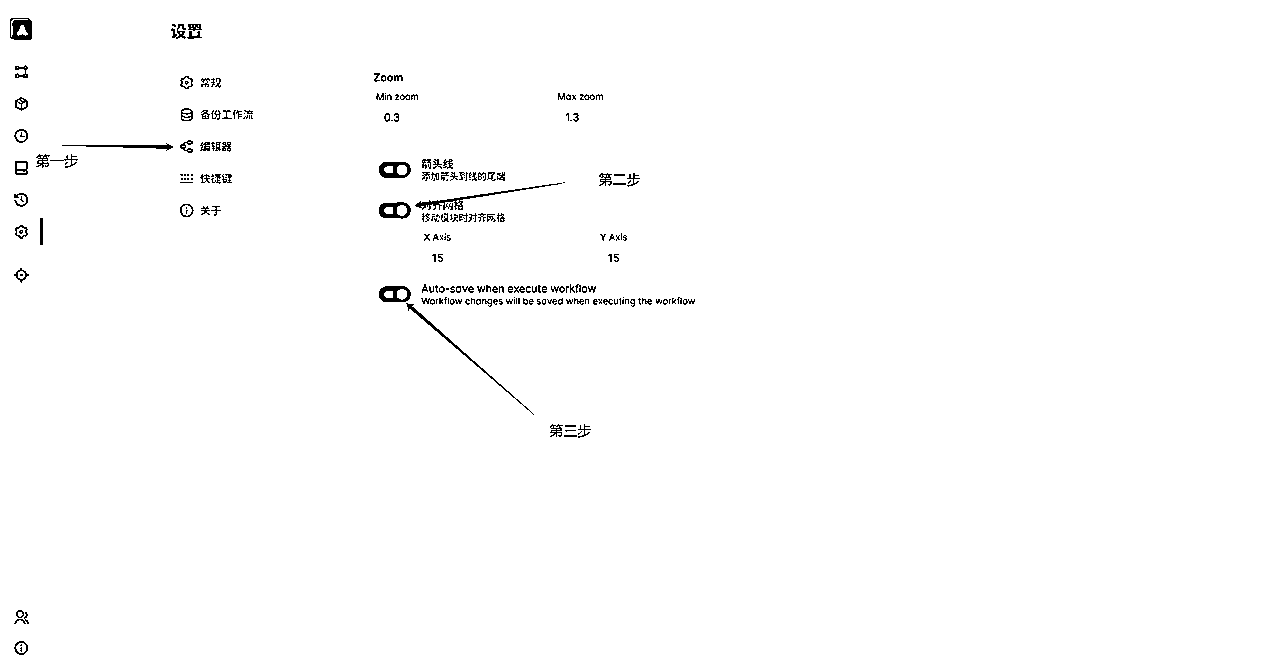 设置
常规
备份工作流
编辑器
快捷键
关于
第一步
Zoom
Min zoom
Max zoom
0.3
1.3
箭头线
添加箭头到线的尾端
第二步
对齐网格
移动模块时对齐网格
X Axis
Y Axis
15
15
Auto-save when execute workflow
Workflow changes will be saved when executing the workflow
第三步